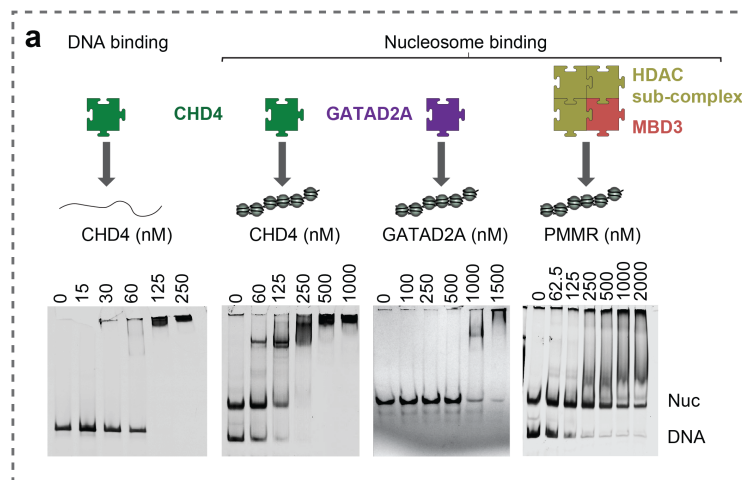 a
DNA binding
Nucleosome binding
CHD4
GATAD2A
HDAC
sub-complex
MBD3
CHD4 (nM)
CHD4 (nM)
GATAD2A (nM)
PMMR (nM)
0 15 30 60 125 250
0 60 125 250 500 1000
0 100 250 500 1000 1500
0 62.5 125 250 500 1000 2000
Nuc
DNA